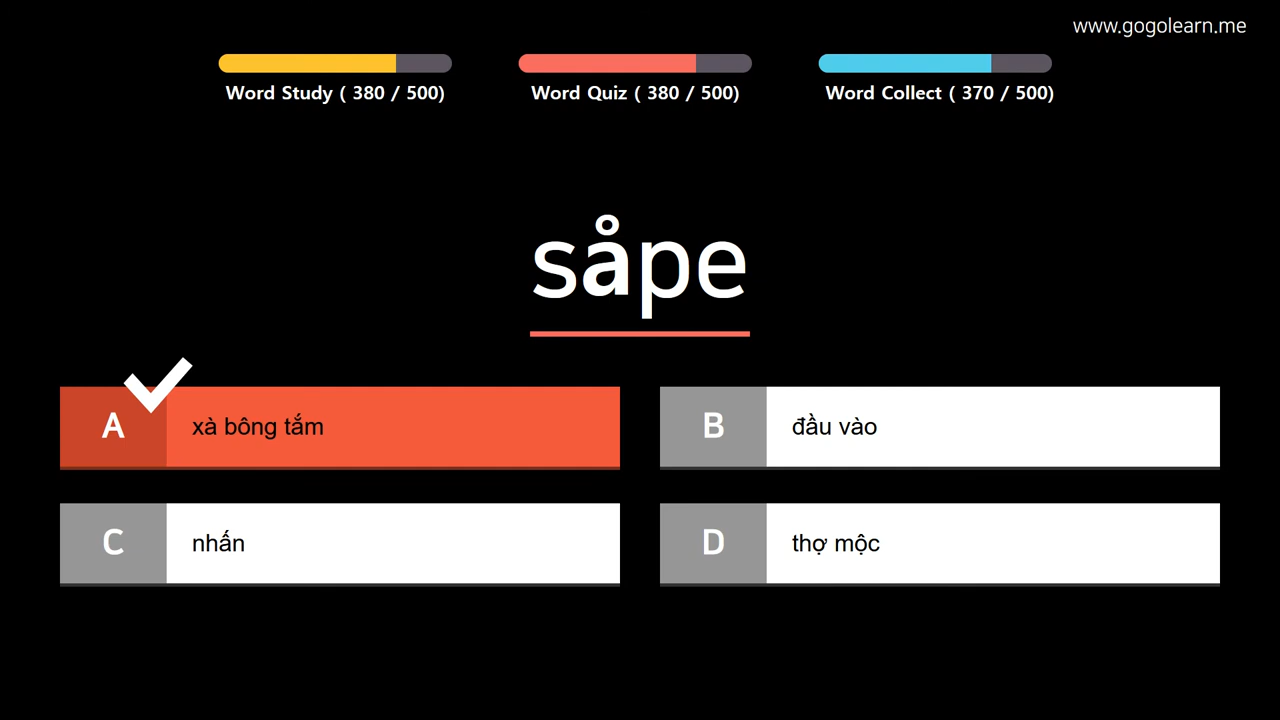 www.gogolearn.me
Word Study ( 380 / 500)
Word Quiz ( 380 / 500)
Word Collect ( 370 / 500)
såpe
A xà bông tắm
B đầu vào
C nhấn
D thợ mộc